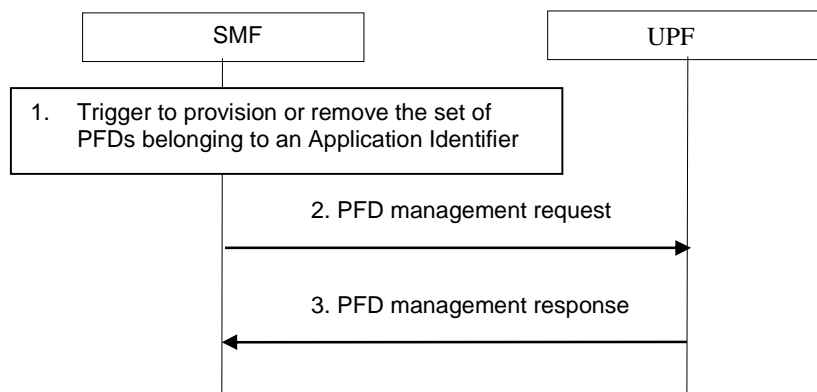 SMF
UPF
1. Trigger to provision or remove the set of
PFDs belonging to an Application Identifier
2. PFD management request
3. PFD management response